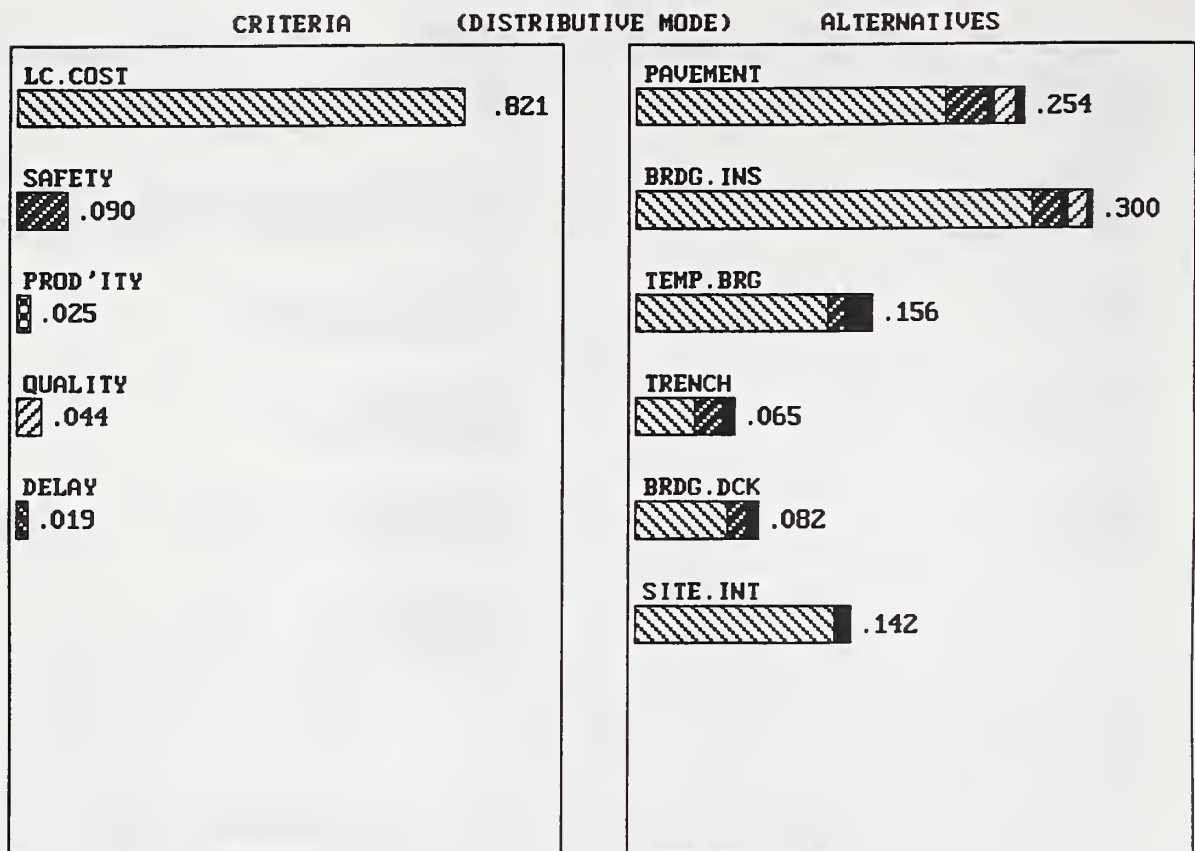 CRITERIA (DISTRIBUTIVE MODE) ALTERNATIVES
LC.COST
.821
SAFETY
.090
PROD'ITY
.025
QUALITY
.044
DELAY
.019
PAVEMENT
.254
BRDG.INS
.300
TEMP.BRG
.156
TRENCH
.065
BRDG.DCK
.082
SITE.INT
.142